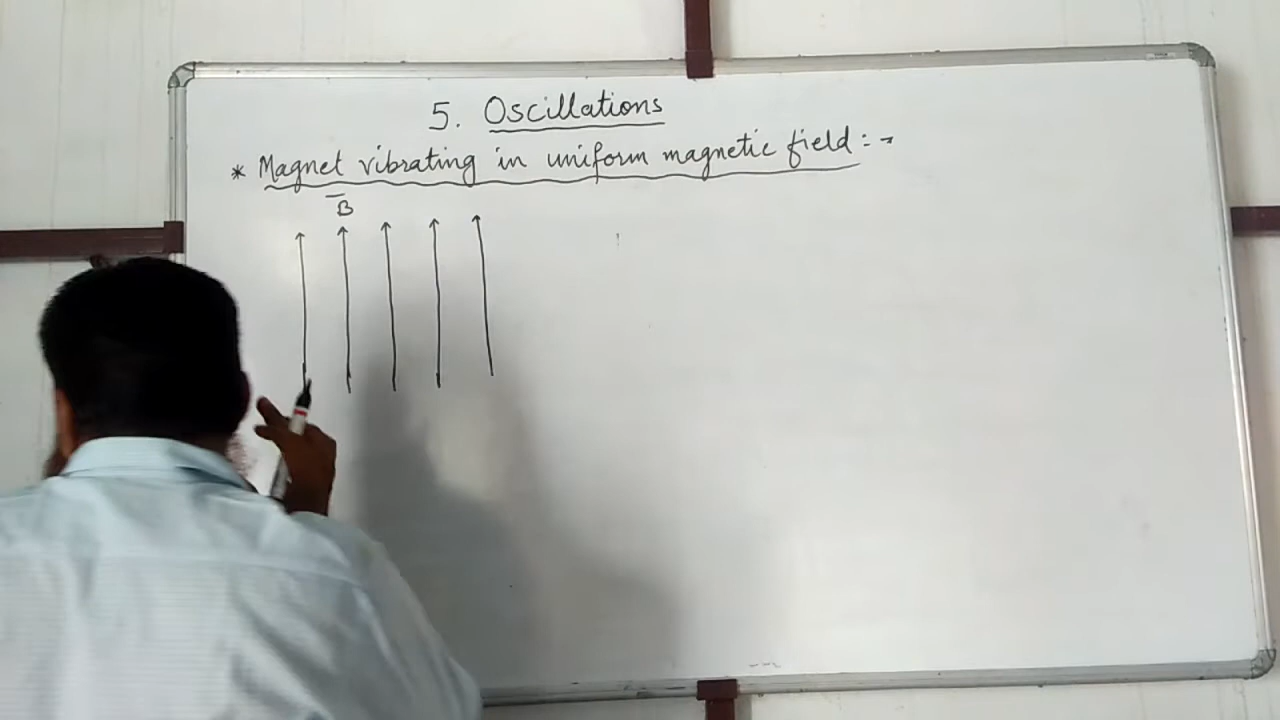 5. Oscillations
* Magnet vibrating in uniform magnetic field :-
B